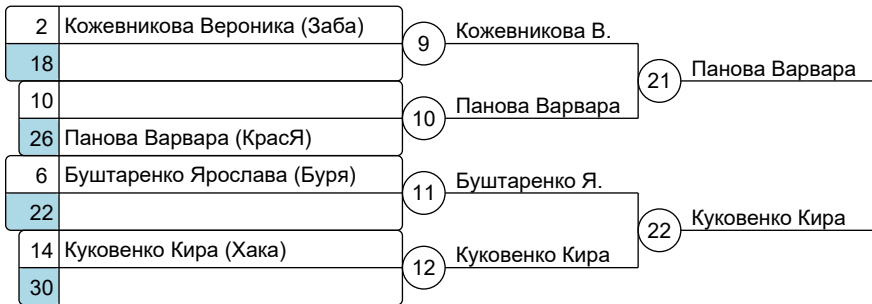 2 Кожевникова Вероника (Заба)
9 Кожевникова В.
18
21 Панова Варвара
10
10 Панова Варвара
26 Панова Варвара (КрасЯ)
6 Буштаренко Ярослава (Буря)
11 Буштаренко Я.
22
22 Куковенко Кира
14 Куковенко Кира (Хака)
12 Куковенко Кира
30